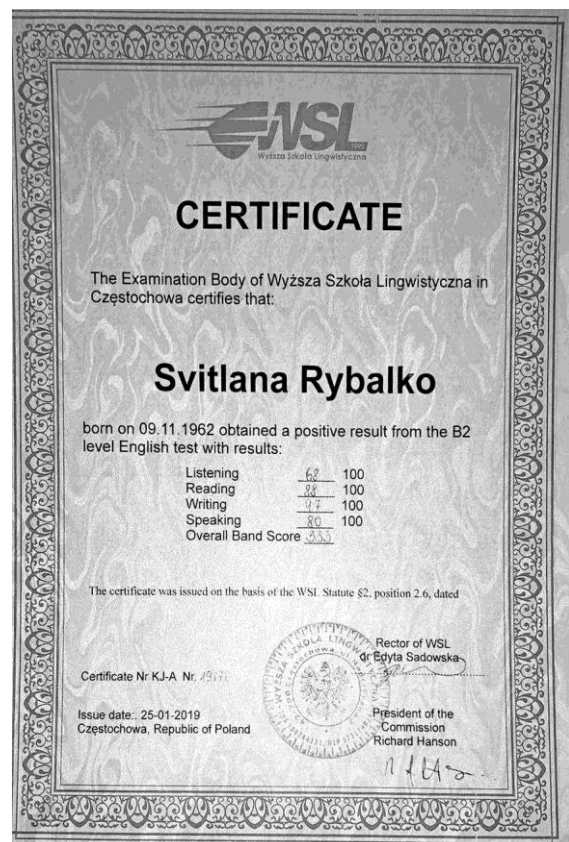 WSL
1992
Wyższa Szkoła Lingwistyczna
CERTIFICATE
The Examination Body of Wyższa Szkoła Lingwistyczna in
Częstochowa certifies that:
Svitlana Rybalko
born on 09.11.1962 obtained a positive result from the B2
level English test with results:
Listening 68 100
Reading 88 100
Writing 97 100
Speaking 80 100
Overall Band Score 333
The certificate was issued on the basis of the WSL Statute §2, position 2.6, dated
Rector of WSL
dr Edyta Sadowska
Certificate Nr KJ-A Nr.
Issue date:. 25-01-2019
Częstochowa, Republic of Poland
President of the
Commission
Richard Hanson